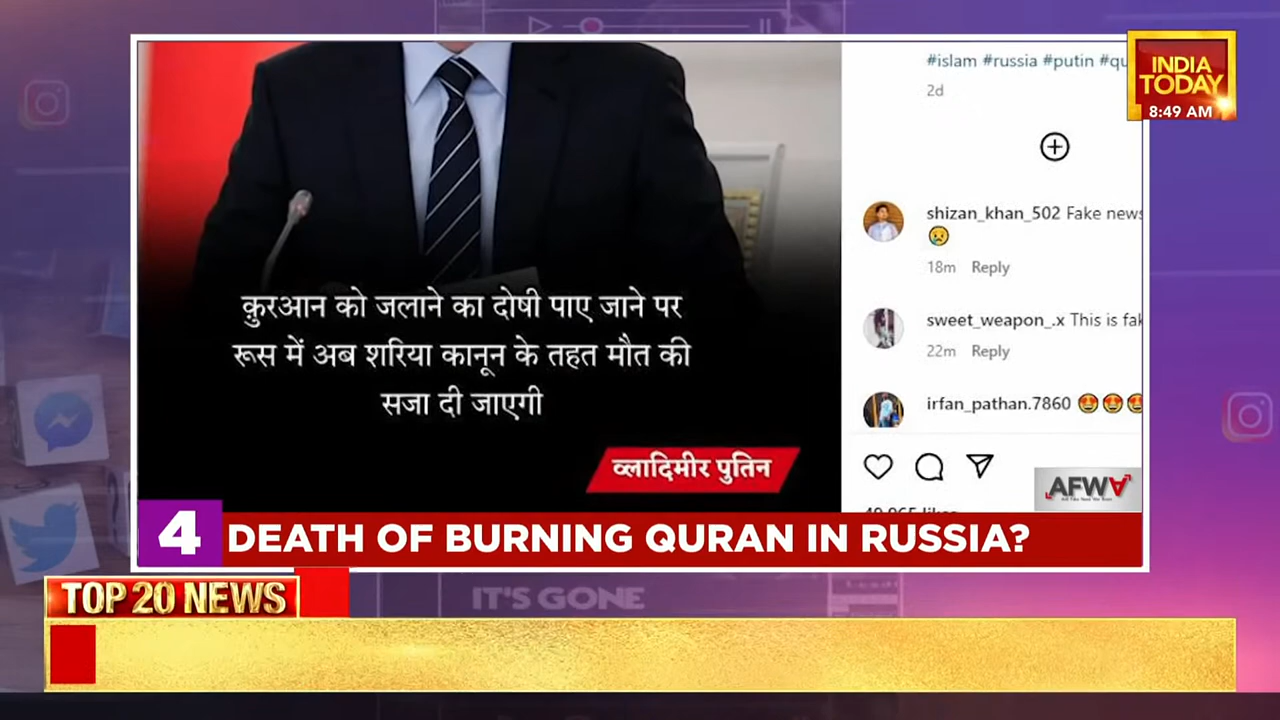 #islam #russia #putin #qu
INDIA
TODAY
8:49 AM
2d
shizan_khan_502 Fake news
18m Reply
sweet_weapon_.x This is fak
22m Reply
irfan_pathan.7860
क़ुरआन को जलाने का दोषी पाए जाने पर
रूस में अब शरिया कानून के तहत मौत की
सजा दी जाएगी
व्लादिमीर पुतिन
AFWA
4 DEATH OF BURNING QURAN IN RUSSIA?
TOP 20 NEWS
IT'S GONE